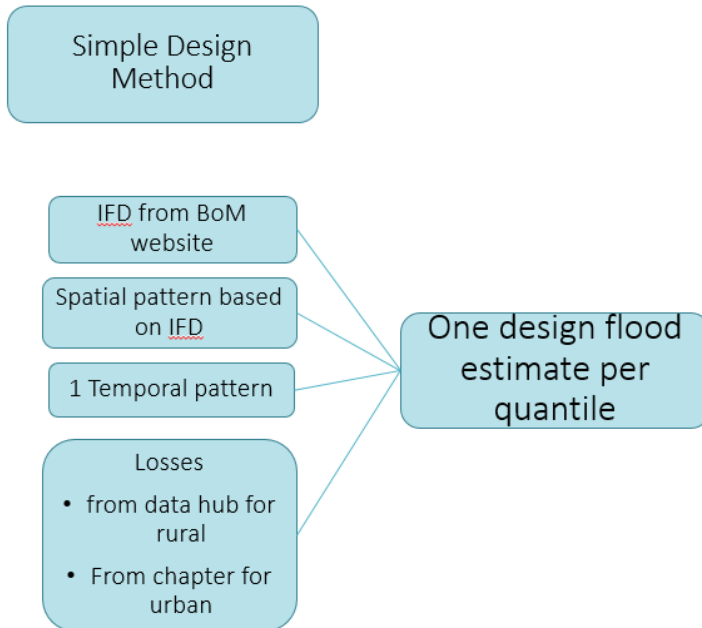 Simple Design
Method
IFD from BoM
website
Spatial pattern based
on IFD
1 Temporal pattern
Losses
• from data hub for
rural
• From chapter for
urban
One design flood
estimate per
quantile